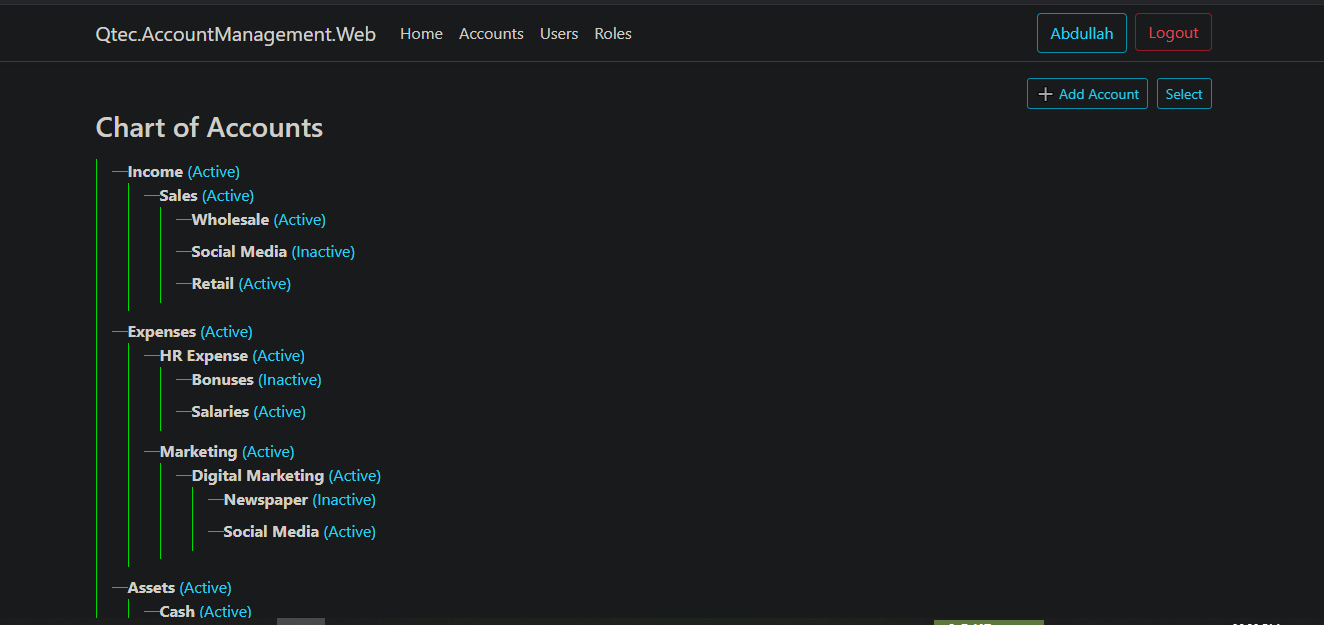 Qtec.AccountManagement.Web Home Accounts Users Roles Abdullah Logout
+ Add Account Select
Chart of Accounts
Income (Active)
Sales (Active)
Wholesale (Active)
Social Media (Inactive)
Retail (Active)
Expenses (Active)
HR Expense (Active)
Bonuses (Inactive)
Salaries (Active)
Marketing (Active)
Digital Marketing (Active)
Newspaper (Inactive)
Social Media (Active)
Assets (Active)
Cash (Active)